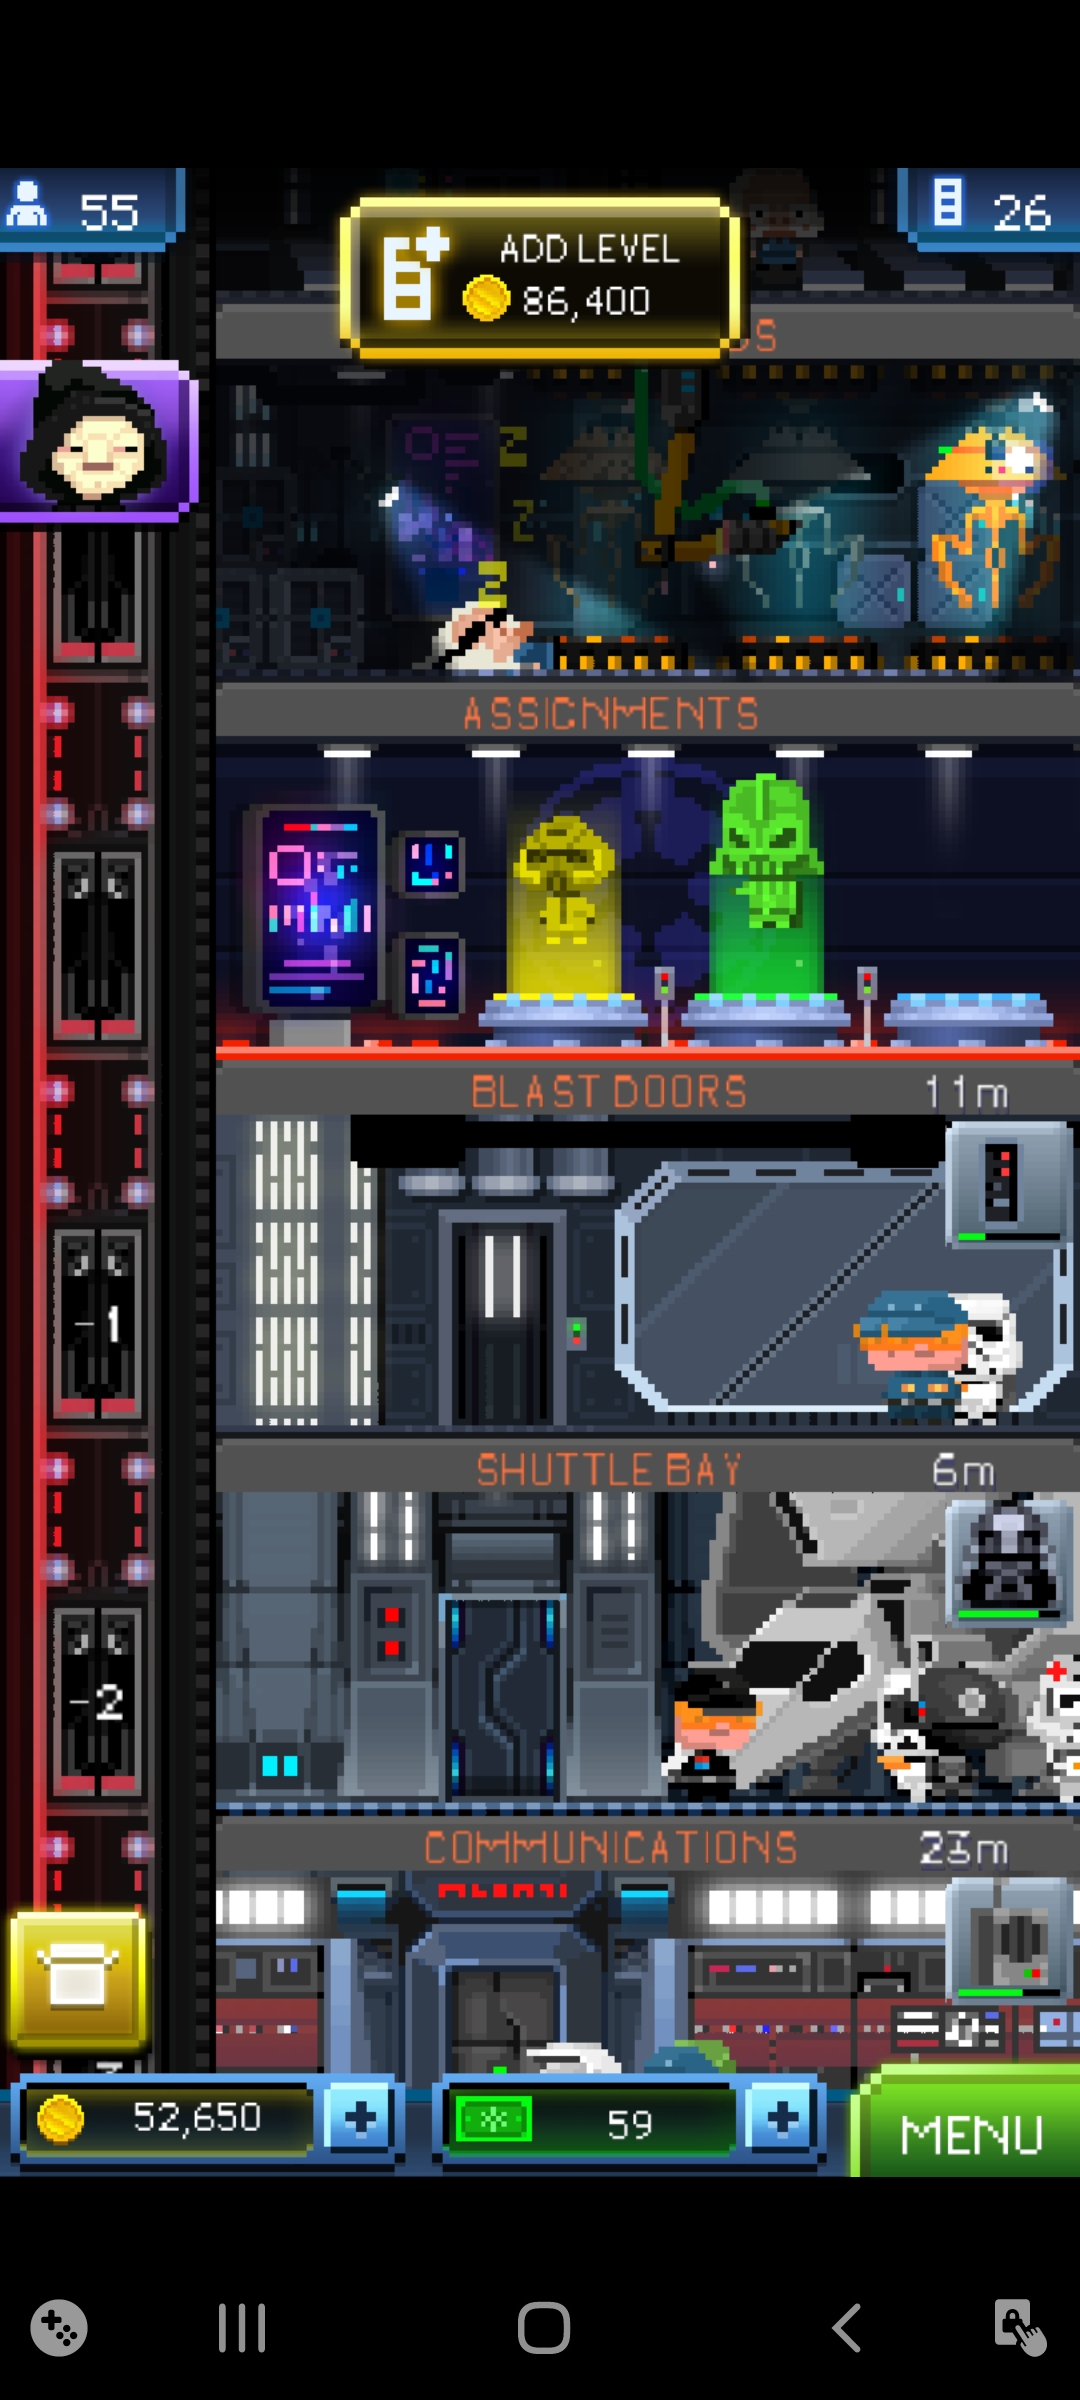 55
ADD LEVEL
86,400
26
DS
Z
Z
Z
ASSIGNMENTS
BLAST DOORS 11m
-1
SHUTTLE BAY 6m
-2
COMMUNICATIONS 23m
52,650
59
MENU